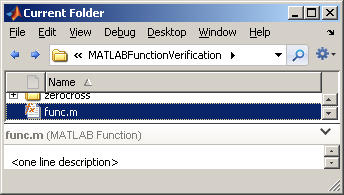 Current Folder
File Edit View Debug Desktop Window Help
« MATLABFunctionVerification »
Name
zerocross
func.m
func.m (MATLAB Function)
<one line description>